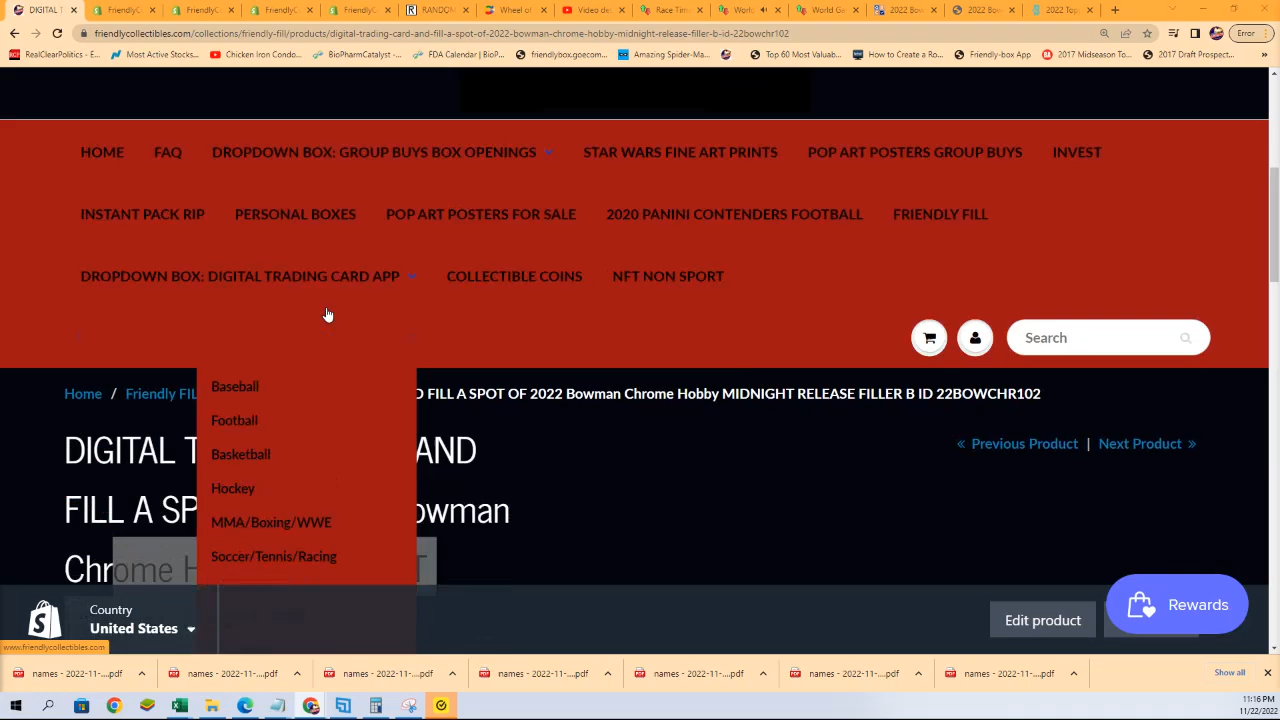 DIGITAL T
FriendlyC
FriendlyC
FriendlyC
FriendlyC
RANDOM
Wheel of
Video de
Race Tim
World
World Ga
2022 Bow
2022 Bow
2022 Top
friendlycollectibles.com/collections/friendly-fill/products/digital-trading-card-and-fill-a-spot-of-2022-bowman-chrome-hobby-midnight-release-filler-b-id-22bowchr102
Error
RealClearPolitics - E...
Most Active Stocks...
Chicken Iron Condo...
BioPharmCatalyst -...
FDA Calendar | BioP...
friendlybox.goecom...
Amazing Spider-Ma...
Top 60 Most Valuab...
How to Create a Ro...
Friendly-box App
2017 Midseason To...
2017 Draft Prospect...
HOME FAQ DROPDOWN BOX: GROUP BUYS BOX OPENINGS STAR WARS FINE ART PRINTS POP ART POSTERS GROUP BUYS INVEST
INSTANT PACK RIP PERSONAL BOXES POP ART POSTERS FOR SALE 2020 PANINI CONTENDERS FOOTBALL FRIENDLY FILL
DROPDOWN BOX: DIGITAL TRADING CARD APP COLLECTIBLE COINS NFT NON SPORT
Search
Baseball
Football
Basketball
Hockey
MMA/Boxing/WWE
Soccer/Tennis/Racing
Home / Friendly FIL D FILL A SPOT OF 2022 Bowman Chrome Hobby MIDNIGHT RELEASE FILLER B ID 22BOWCHR102
DIGITAL T AND
FILL A SP owman
Chrome H T
Previous Product | Next Product
Country
United States
Edit product
Rewards
www.friendlycollectibles.com
names - 2022-11-....pdf
names - 2022-11-....pdf
names - 2022-11-....pdf
names - 2022-11-....pdf
names - 2022-11-....pdf
names - 2022-11-....pdf
names - 2022-11-....pdf
Show all
11:16 PM
11/22/2022